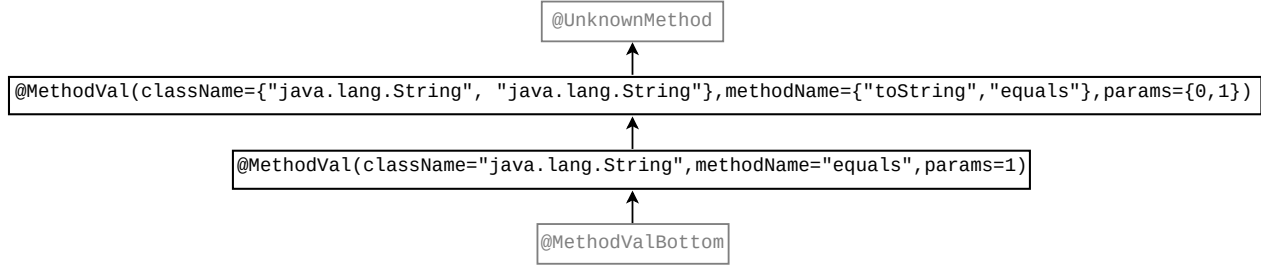 @UnknownMethod
@MethodVal(className={"java.lang.String", "java.lang.String"},methodName={"toString","equals"},params={0,1})
@MethodVal(className="java.lang.String",methodName="equals",params=1)
@MethodValBottom